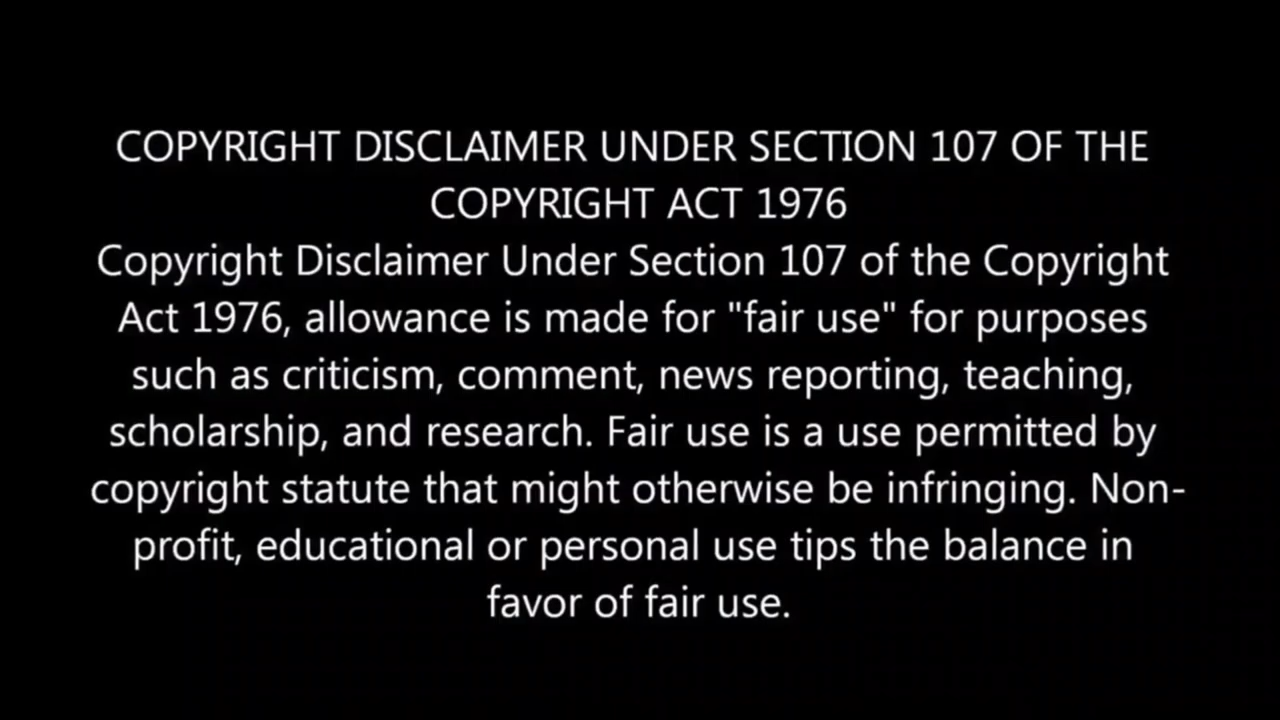 COPYRIGHT DISCLAIMER UNDER SECTION 107 OF THE
COPYRIGHT ACT 1976
Copyright Disclaimer Under Section 107 of the Copyright
Act 1976, allowance is made for "fair use" for purposes
such as criticism, comment, news reporting, teaching,
scholarship, and research. Fair use is a use permitted by
copyright statute that might otherwise be infringing. Non-
profit, educational or personal use tips the balance in
favor of fair use.